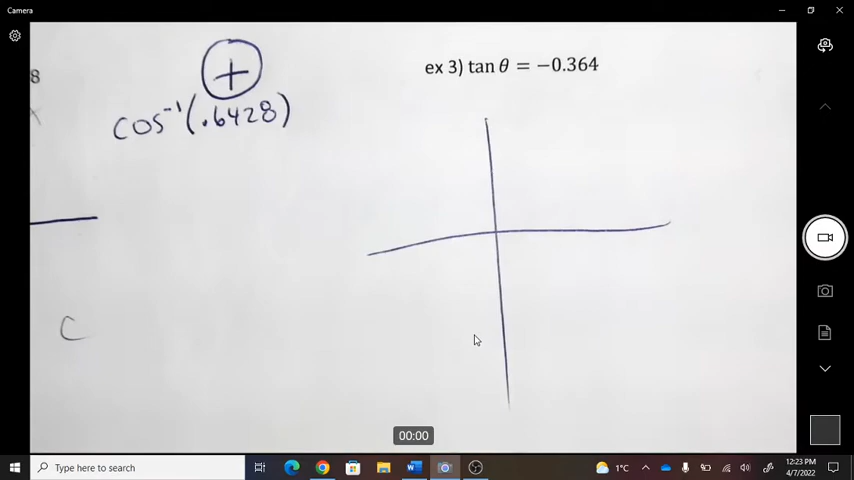 Camera
8
+
cos⁻¹(.6428)
C
ex 3) tan θ = −0.364
00:00
Type here to search
1°C
12:23 PM
4/7/2022